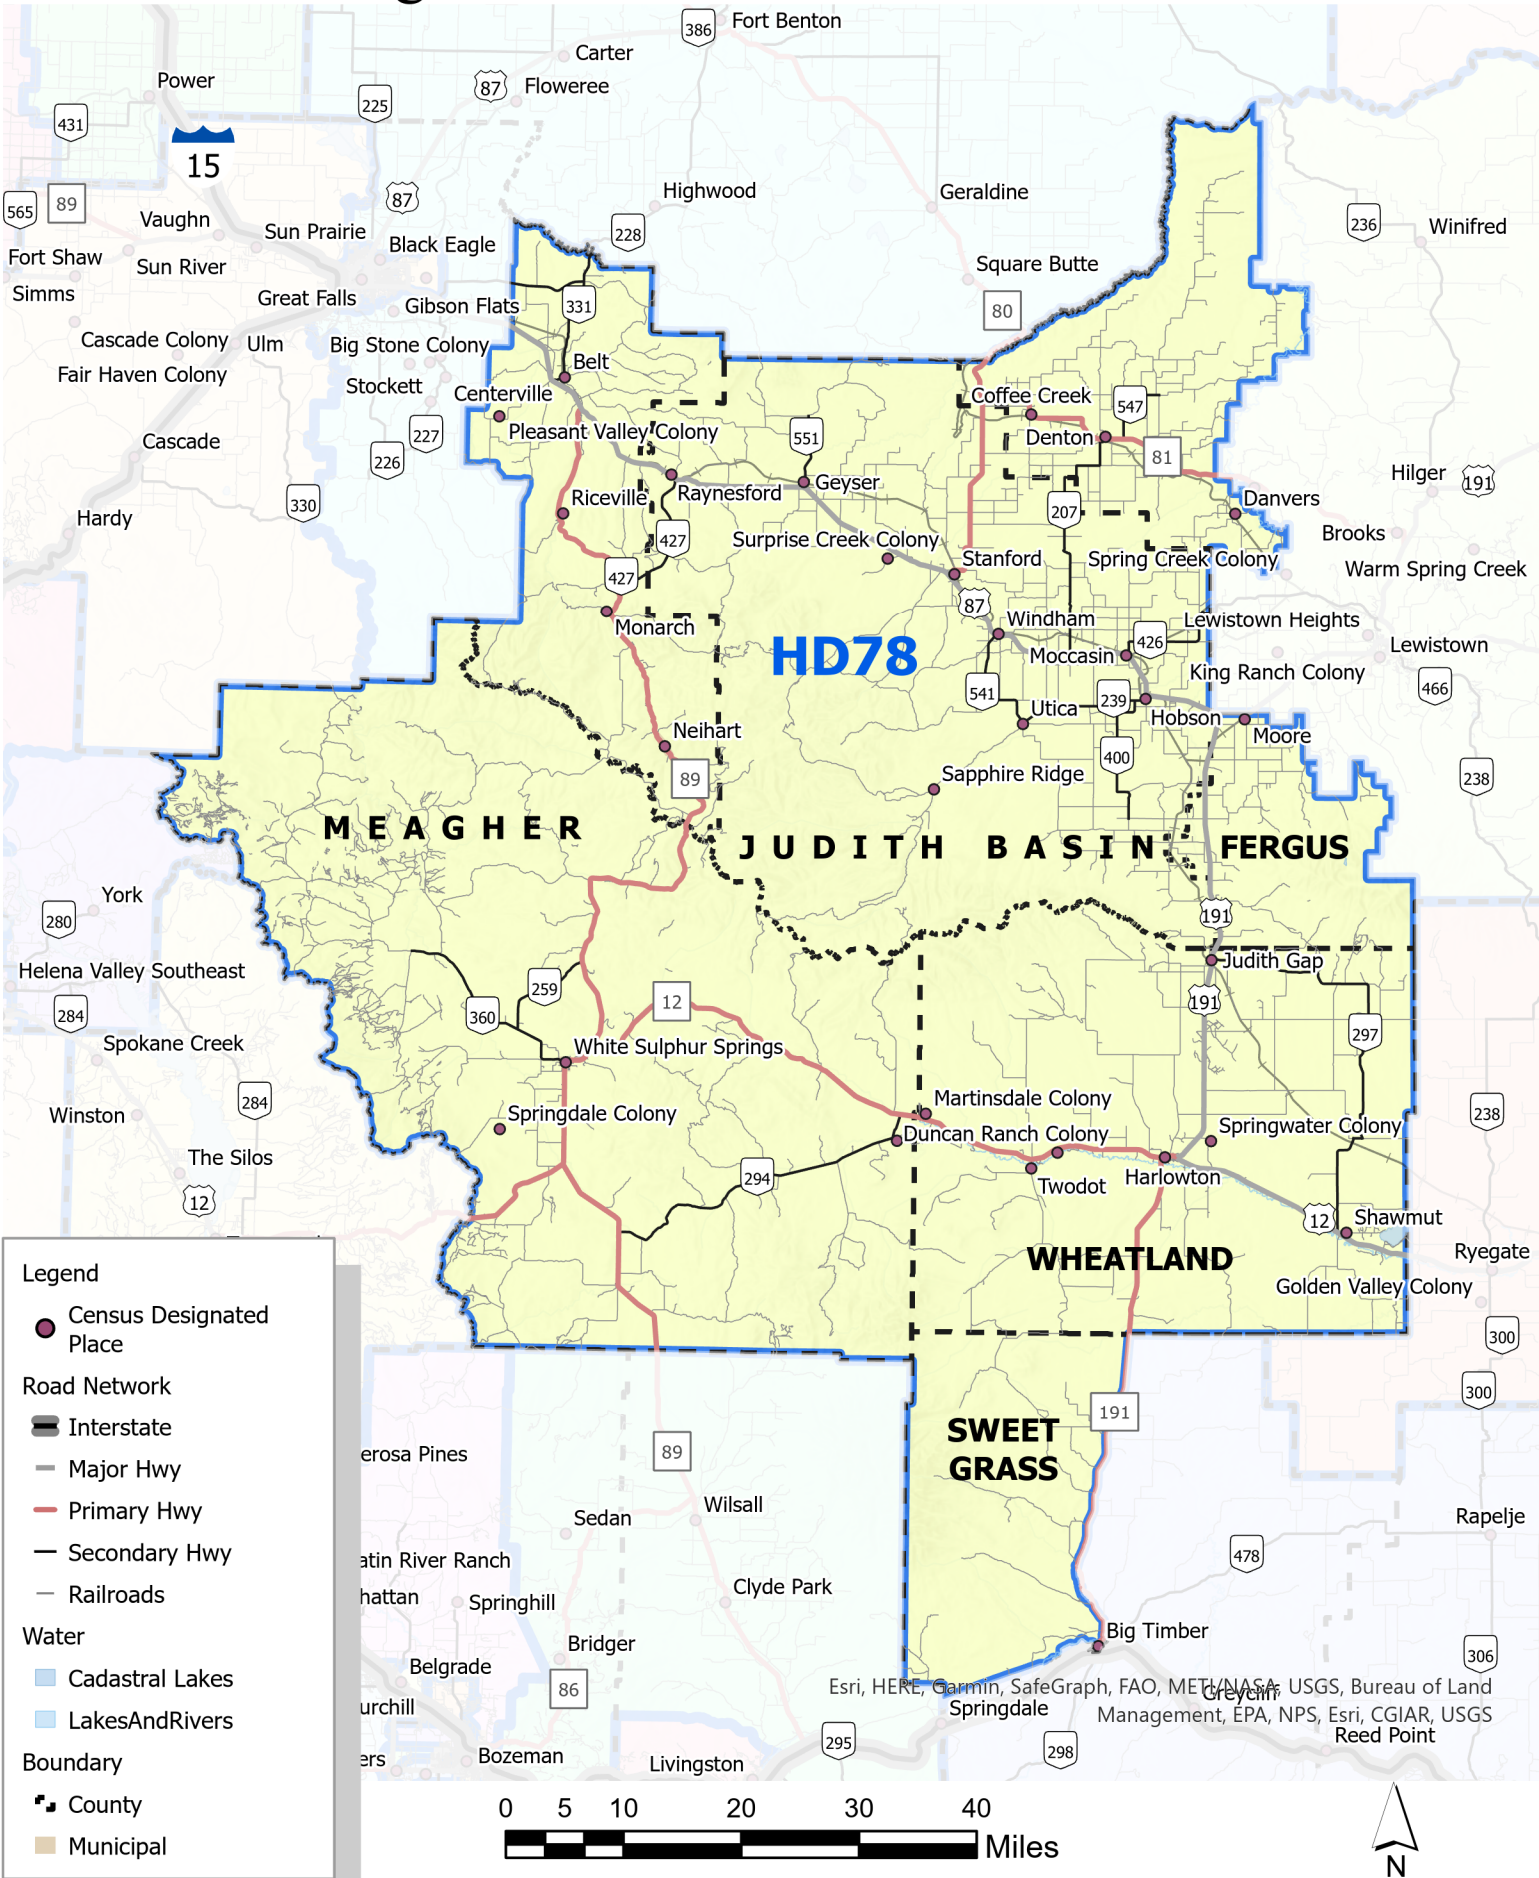 Fort Benton
386
Carter
Power
87
Floweree
225
431
15
87
Highwood
Geraldine
565
89
Vaughn
228
236
Winifred
Sun Prairie
Black Eagle
Fort Shaw
Sun River
Square Butte
Simms
Great Falls
Gibson Flats
331
80
Cascade Colony
Ulm
Big Stone Colony
Fair Haven Colony
Belt
Stockett
Centerville
Coffee Creek
547
227
Pleasant Valley Colony
551
Denton
Cascade
226
81
Hilger
191
Geyser
Raynesford
Riceville
330
Danvers
207
Hardy
427
Surprise Creek Colony
Brooks
Stanford
Spring Creek Colony
427
Warm Spring Creek
87
Windham
Lewistown Heights
Monarch
HD78
Moccasin
426
Lewistown
King Ranch Colony
541
239
466
Utica
Hobson
Neihart
Moore
400
89
Sapphire Ridge
238
MEAGHER
JUDITH BASIN
FERGUS
York
280
191
Helena Valley Southeast
Judith Gap
259
12
191
284
360
297
Spokane Creek
White Sulphur Springs
284
Martinsdale Colony
Winston
Springdale Colony
238
Duncan Ranch Colony
Springwater Colony
The Silos
294
Harlowton
12
Twodot
12
Shawmut
WHEATLAND
Ryegate
Golden Valley Colony
300
300
191
SWEET
GRASS
erosa Pines
89
Wilsall
Sedan
Rapelje
478
atin River Ranch
Clyde Park
hattan
Springhill
Big Timber
Bridger
306
Belgrade
86
Esri, HERE, Garmin, SafeGraph, FAO, METI/NASA, USGS, Bureau of Land
Greycliff
urchill
Springdale
Management, EPA, NPS, Esri, CGIAR, USGS
Reed Point
295
298
ers
Bozeman
Livingston
Legend
Census Designated
Place
Road Network
Interstate
Major Hwy
Primary Hwy
Secondary Hwy
Railroads
Water
Cadastral Lakes
LakesAndRivers
Boundary
County
Municipal
0 5 10 20 30 40
Miles
N